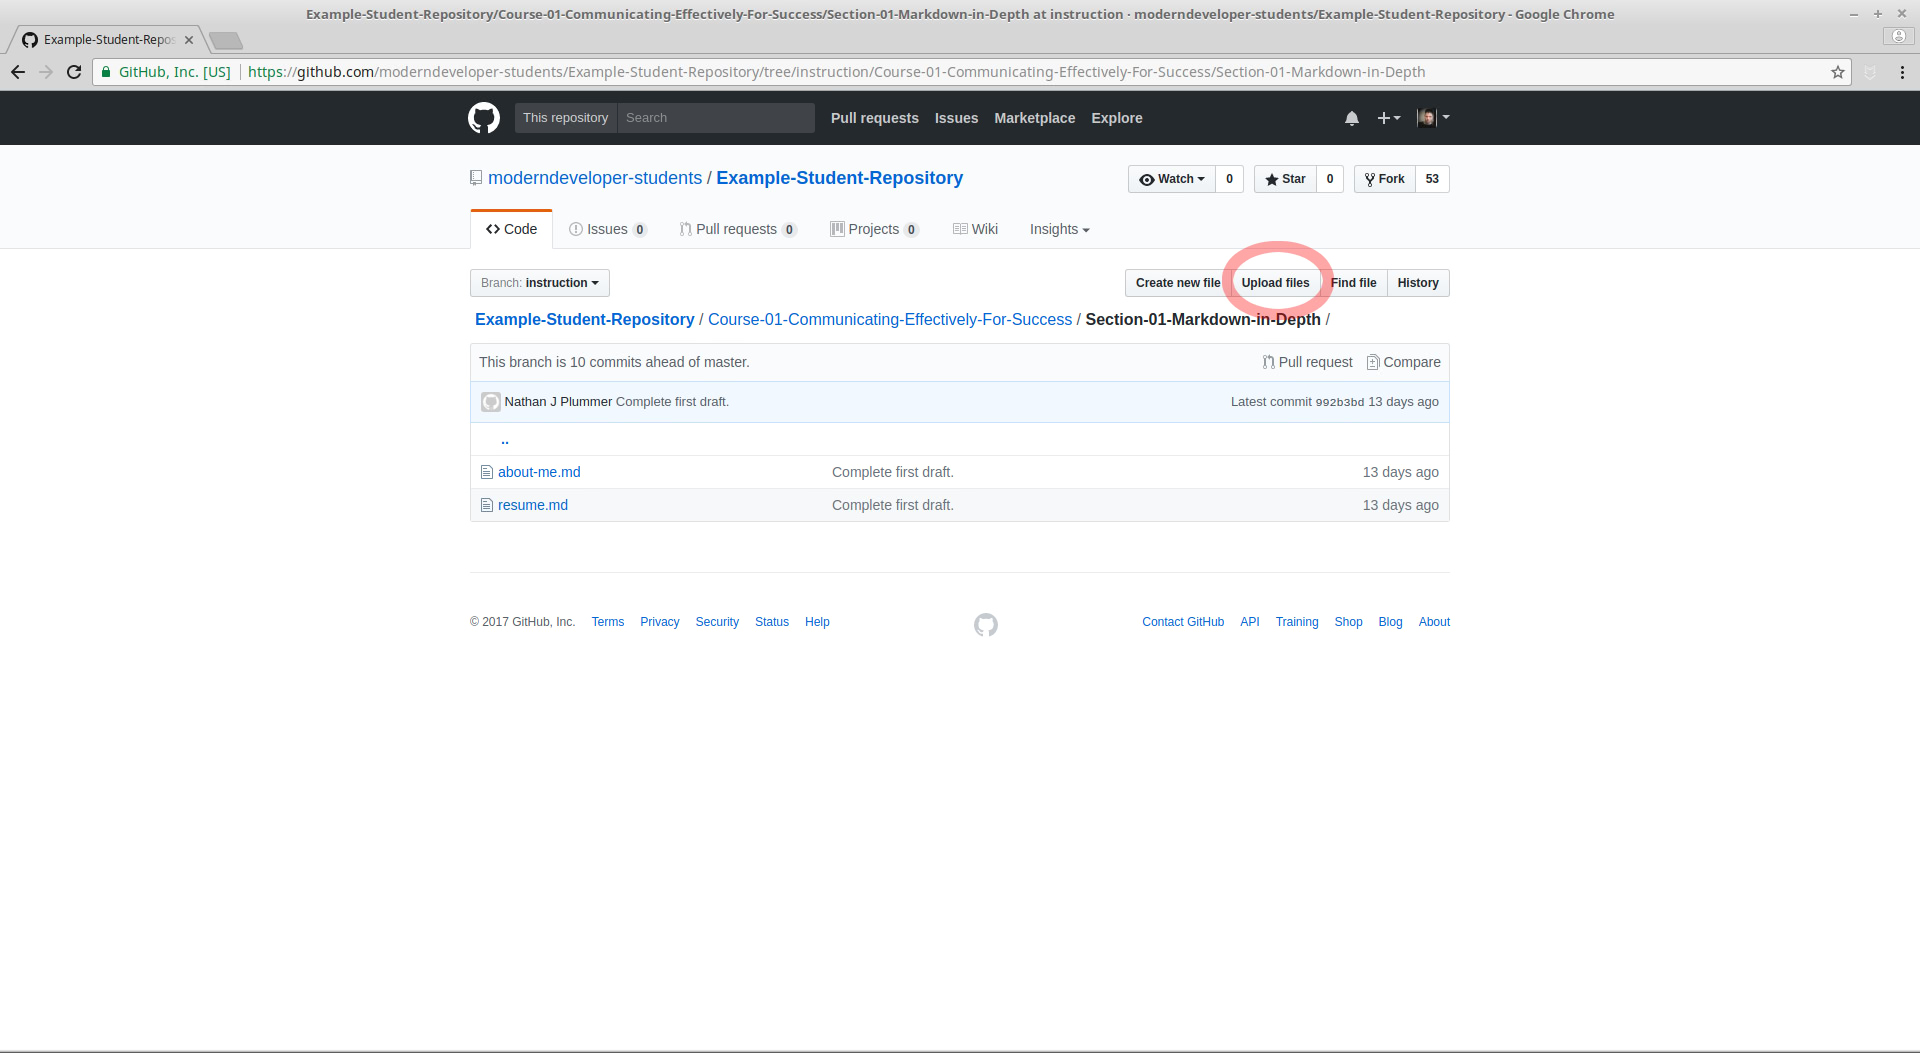 Example-Student-Repository/Course-01-Communicating-Effectively-For-Success/Section-01-Markdown-in-Depth at instruction · moderndeveloper-students/Example-Student-Repository - Google Chrome
Example-Student-Repos
GitHub, Inc. [US] https://github.com/moderndeveloper-students/Example-Student-Repository/tree/instruction/Course-01-Communicating-Effectively-For-Success/Section-01-Markdown-in-Depth
This repository Search Pull requests Issues Marketplace Explore
moderndeveloper-students / Example-Student-Repository Watch 0 Star 0 Fork 53
Code Issues 0 Pull requests 0 Projects 0 Wiki Insights
Branch: instruction Create new file Upload files Find file History
Example-Student-Repository / Course-01-Communicating-Effectively-For-Success / Section-01-Markdown-in-Depth /
This branch is 10 commits ahead of master. Pull request Compare
Nathan J Plummer Complete first draft. Latest commit 992b3bd 13 days ago
..
about-me.md Complete first draft. 13 days ago
resume.md Complete first draft. 13 days ago
© 2017 GitHub, Inc. Terms Privacy Security Status Help Contact GitHub API Training Shop Blog About